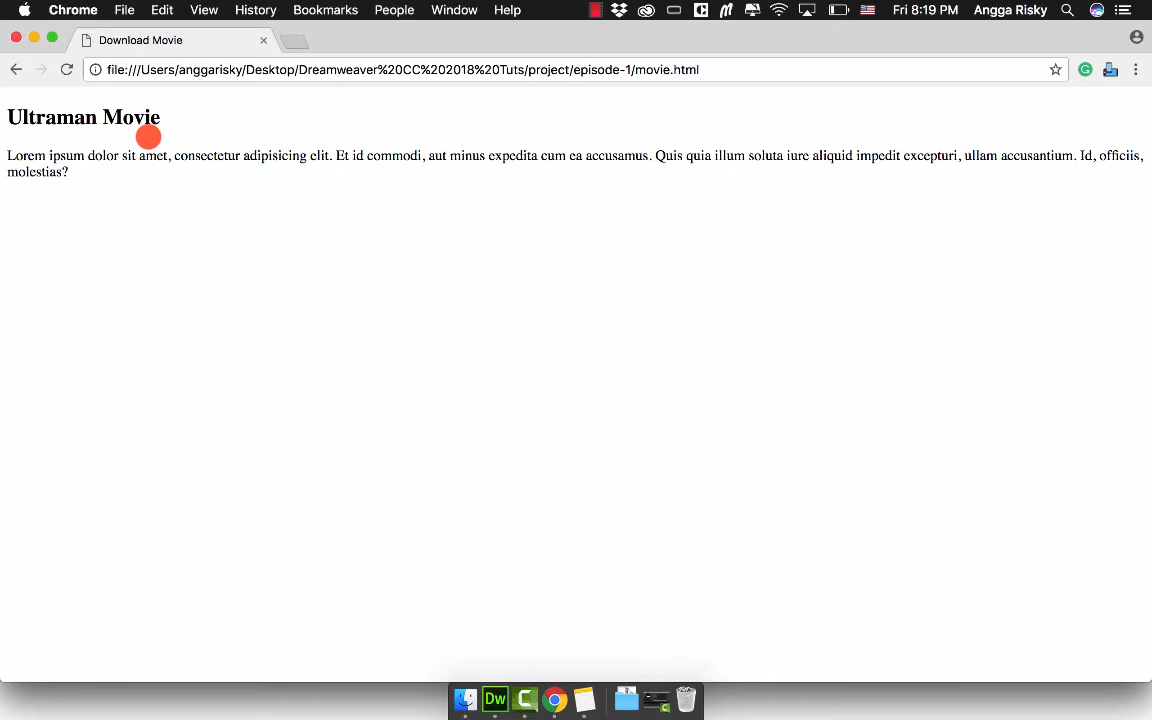 Chrome File Edit View History Bookmarks People Window Help Fri 8:19 PM Angga Risky
Download Movie
file:///Users/anggarisky/Desktop/Dreamweaver%20CC%202018%20Tuts/project/episode-1/movie.html
Ultraman Movie
Lorem ipsum dolor sit amet, consectetur adipisicing elit. Et id commodi, aut minus expedita cum ea accusamus. Quis quia illum soluta iure aliquid impedit excepturi, ullam accusantium. Id, officiis,
molestias?
Dw